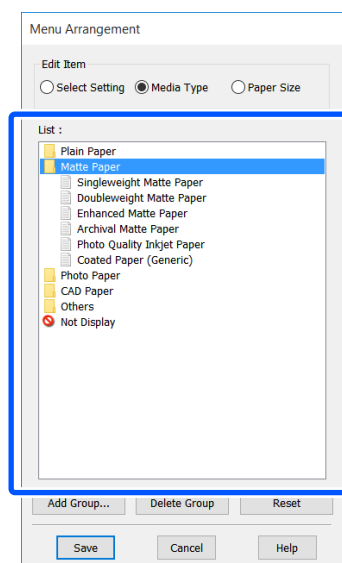 Menu Arrangement
Edit Item
Select Setting Media Type Paper Size
List :
Plain Paper
Matte Paper
Singleweight Matte Paper
Doubleweight Matte Paper
Enhanced Matte Paper
Archival Matte Paper
Photo Quality Inkjet Paper
Coated Paper (Generic)
Photo Paper
CAD Paper
Others
Not Display
Add Group... Delete Group Reset
Save Cancel Help